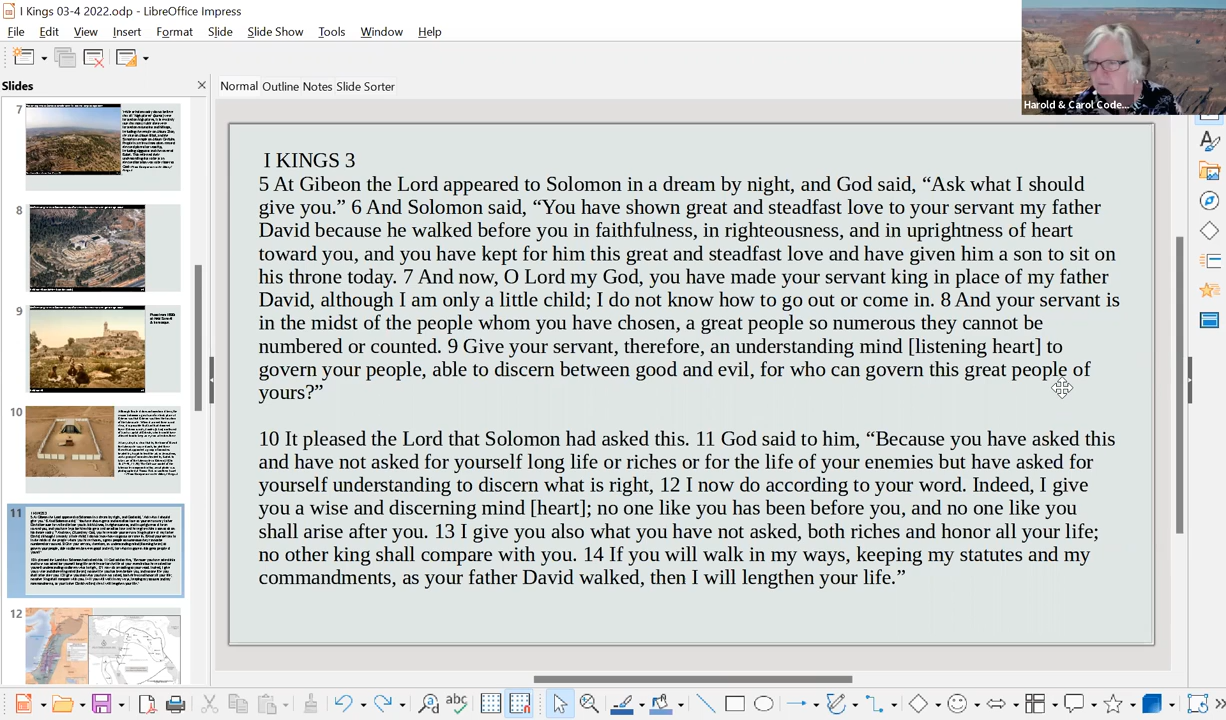 I Kings 03-4 2022.odp - LibreOffice Impress
File Edit View Insert Format Slide Slide Show Tools Window Help
Harold & Carol Code...
Slides
Normal Outline Notes Slide Sorter
7
8
9
10
11
12
I KINGS 3
5 At Gibeon the Lord appeared to Solomon in a dream by night, and God said, “Ask what I should
give you.” 6 And Solomon said, “You have shown great and steadfast love to your servant my father
David because he walked before you in faithfulness, in righteousness, and in uprightness of heart
toward you, and you have kept for him this great and steadfast love and have given him a son to sit on
his throne today. 7 And now, O Lord my God, you have made your servant king in place of my father
David, although I am only a little child; I do not know how to go out or come in. 8 And your servant is
in the midst of the people whom you have chosen, a great people so numerous they cannot be
numbered or counted. 9 Give your servant, therefore, an understanding mind [listening heart] to
govern your people, able to discern between good and evil, for who can govern this great people of
yours?”
10 It pleased the Lord that Solomon had asked this. 11 God said to him, “Because you have asked this
and have not asked for yourself long life or riches or for the life of your enemies but have asked for
yourself understanding to discern what is right, 12 I now do according to your word. Indeed, I give
you a wise and discerning mind [heart]; no one like you has been before you, and no one like you
shall arise after you. 13 I give you also what you have not asked, both riches and honor all your life;
no other king shall compare with you. 14 If you will walk in my ways, keeping my statutes and my
commandments, as your father David walked, then I will lengthen your life.”
abc